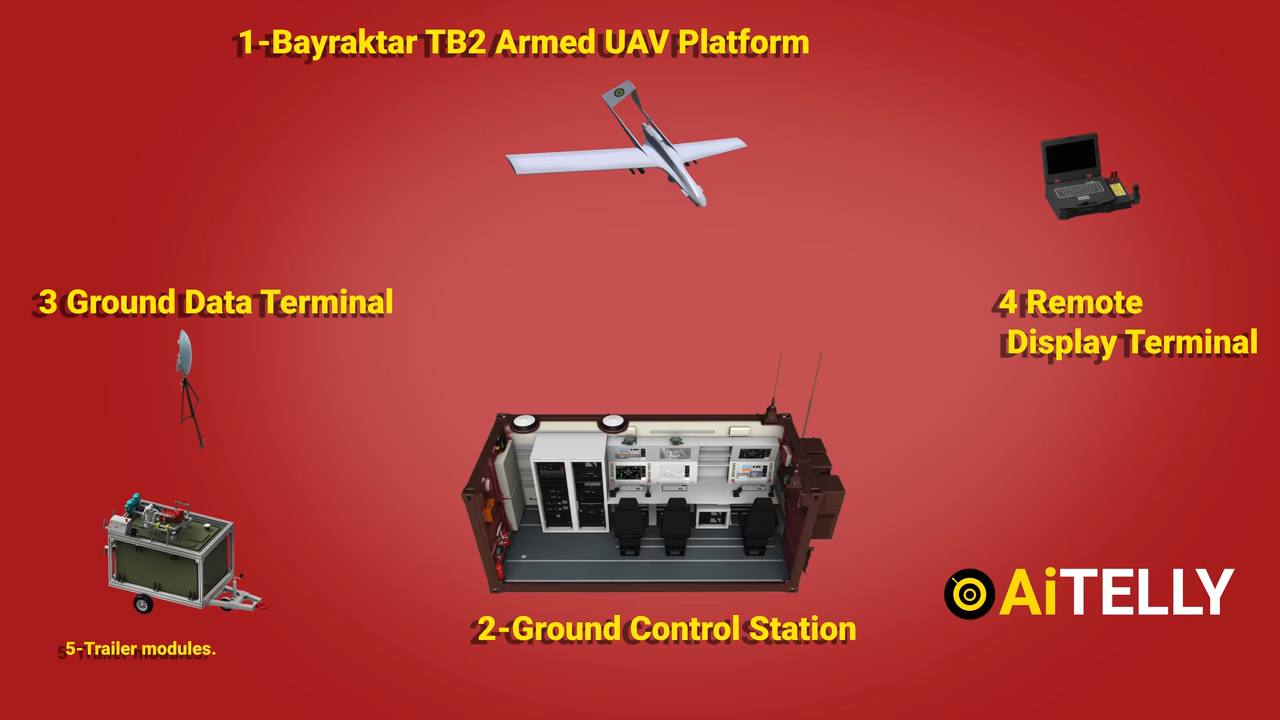 1-Bayraktar TB2 Armed UAV Platform
3 Ground Data Terminal
4 Remote
Display Terminal
2-Ground Control Station
5-Trailer modules.
AiTELLY